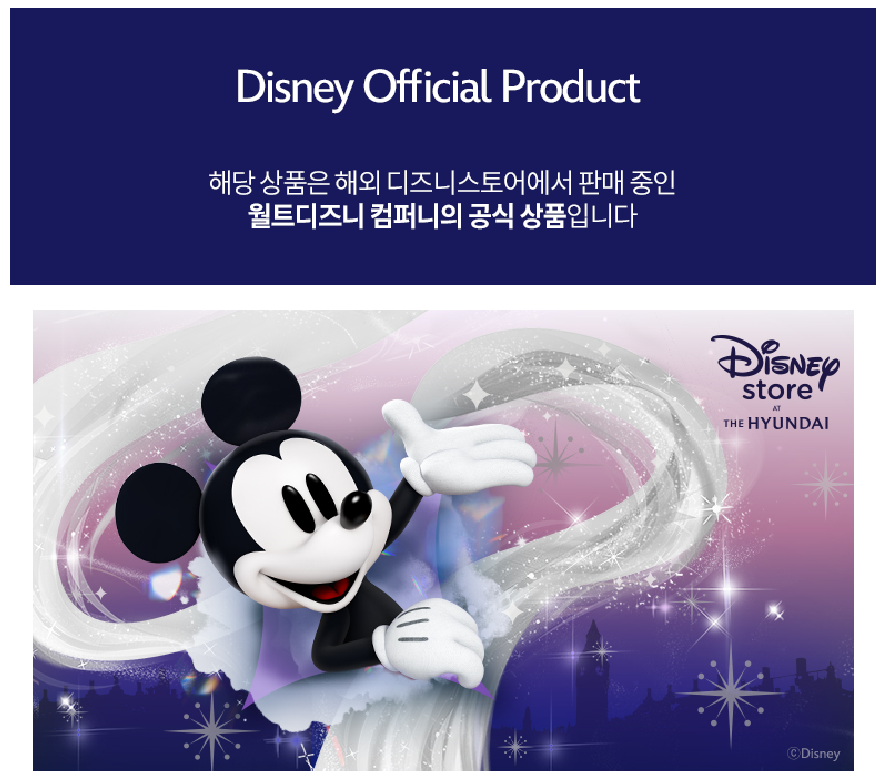 Disney Official Product
해당 상품은 해외 디즈니스토어에서 판매 중인
월트디즈니 컴퍼니의 공식 상품입니다
Disney
store
AT
THE HYUNDAI
©Disney